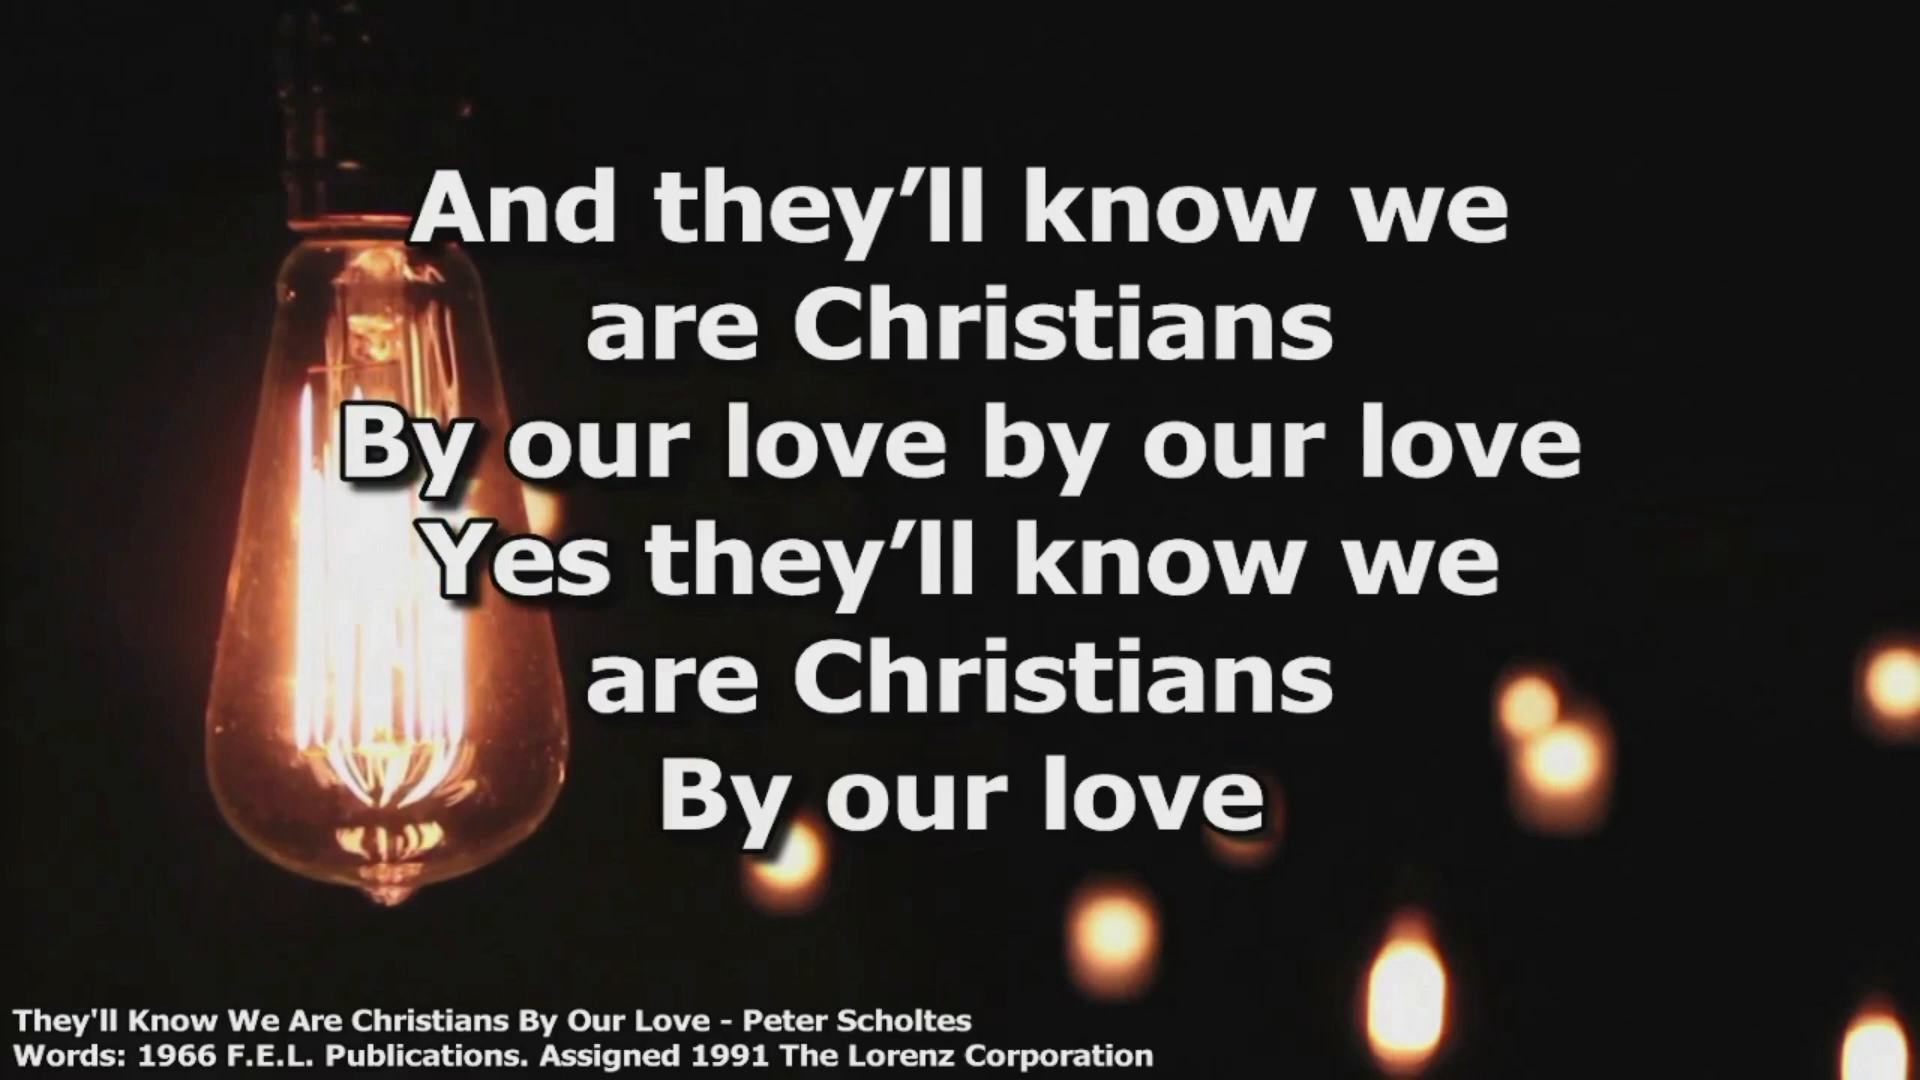 And they’ll know we
are Christians
By our love by our love
Yes they’ll know we
are Christians
By our love
They'll Know We Are Christians By Our Love - Peter Scholtes
Words: 1966 F.E.L. Publications. Assigned 1991 The Lorenz Corporation